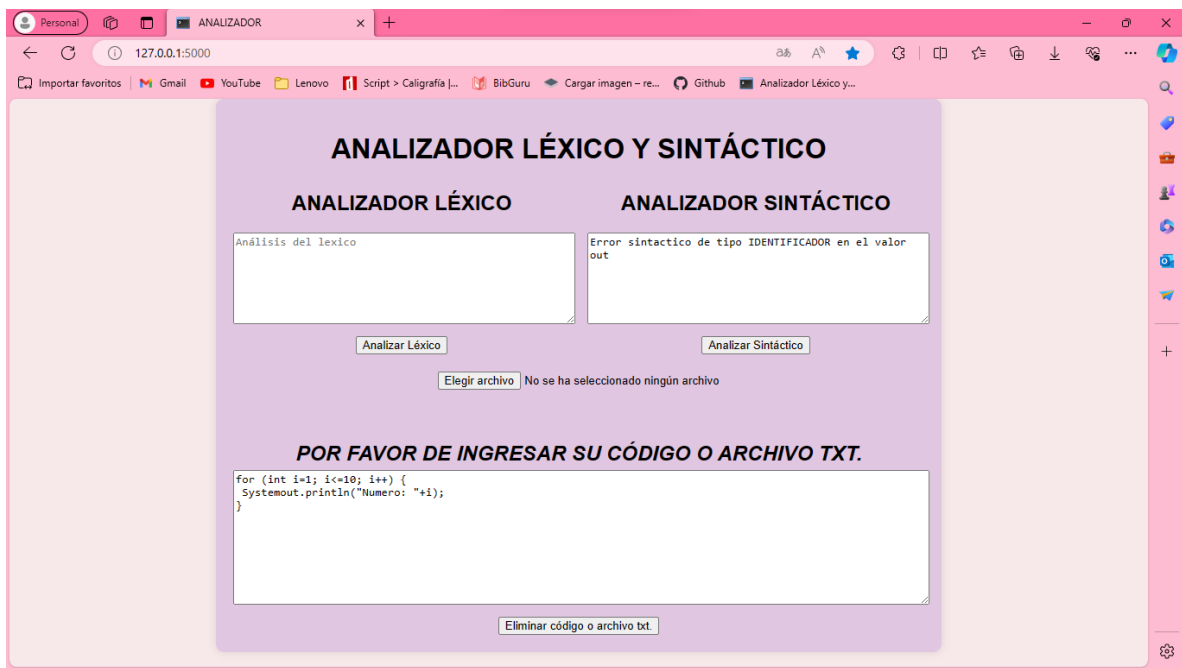 Personal
ANALIZADOR
127.0.0.1:5000
Importar favoritos
Gmail
YouTube
Lenovo
Script > Caligrafía |...
BibGuru
Cargar imagen – re...
Github
Analizador Léxico y...
ANALIZADOR LÉXICO Y SINTÁCTICO
ANALIZADOR LÉXICO
ANALIZADOR SINTÁCTICO
Análisis del lexico
Error sintactico de tipo IDENTIFICADOR en el valor
out
Analizar Léxico
Analizar Sintáctico
Elegir archivo No se ha seleccionado ningún archivo
POR FAVOR DE INGRESAR SU CÓDIGO O ARCHIVO TXT.
for (int i=1; i<=10; i++) {
Systemout.println("Numero: "+i);
}
Eliminar código o archivo txt.